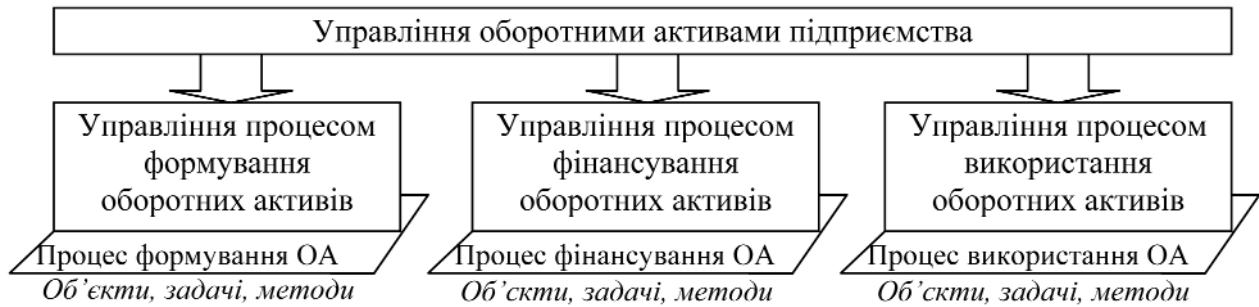 Управління оборотними активами підприємства
Управління процесом
формування
оборотних активів
Процес формування ОА
Об’єкти, задачі, методи
Управління процесом
фінансування
оборотних активів
Процес фінансування ОА
Об’єкти, задачі, методи
Управління процесом
використання
оборотних активів
Процес використання ОА
Об’єкти, задачі, методи